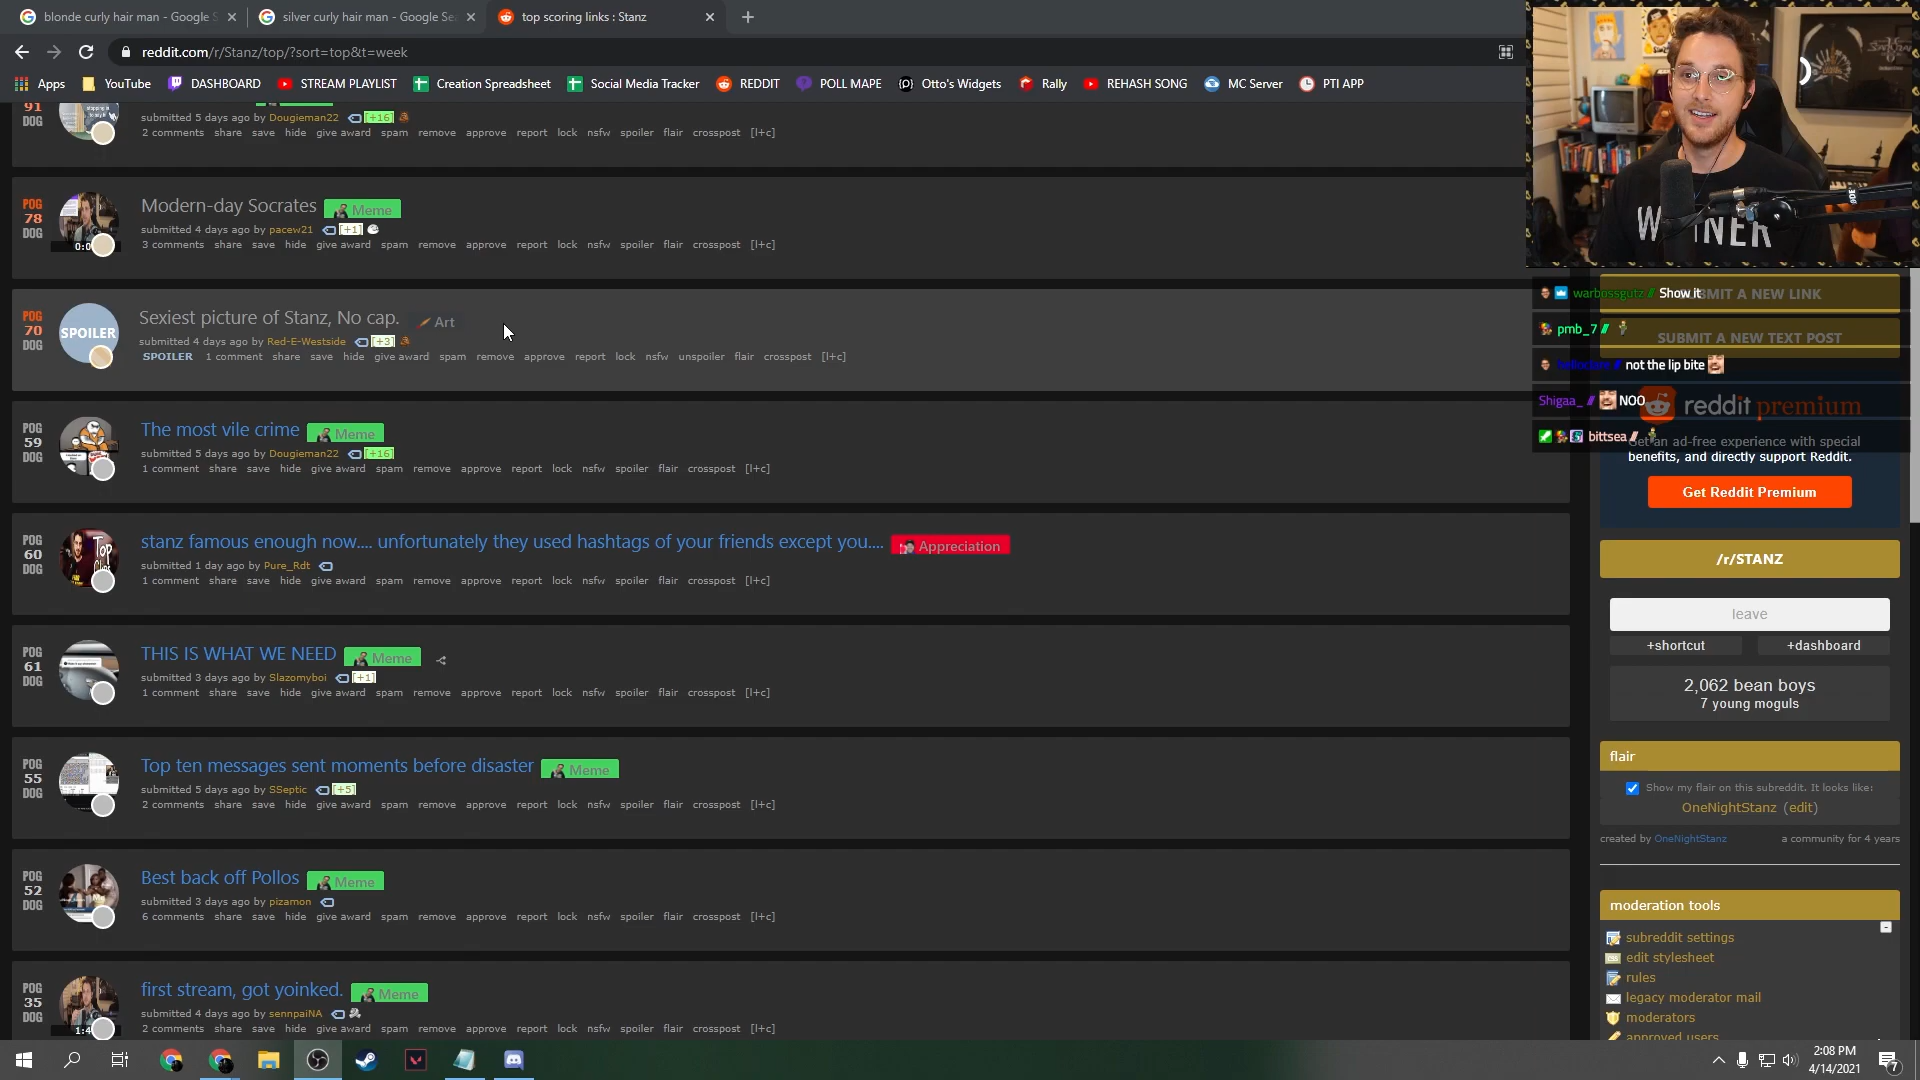 blonde curly hair man - Google S
silver curly hair man - Google Se
top scoring links : Stanz
reddit.com/r/Stanz/top/?sort=top&t=week
Apps YouTube DASHBOARD STREAM PLAYLIST Creation Spreadsheet Social Media Tracker REDDIT POLL MAPE Otto's Widgets Rally REHASH SONG MC Server PTI APP
91
DOG
submitted 5 days ago by Dougieman22 [+16]
2 comments share save hide give award spam remove approve report lock nsfw spoiler flair crosspost [l+c]
POG
78
DOG
0:0
Modern-day Socrates Meme
submitted 4 days ago by pacew21 [+1]
3 comments share save hide give award spam remove approve report lock nsfw spoiler flair crosspost [l+c]
POG
70
DOG
SPOILER
Sexiest picture of Stanz, No cap. Art
submitted 4 days ago by Red-E-Westside [+3]
SPOILER 1 comment share save hide give award spam remove approve report lock nsfw unspoiler flair crosspost [l+c]
POG
59
DOG
The most vile crime Meme
submitted 5 days ago by Dougieman22 [+16]
1 comment share save hide give award spam remove approve report lock nsfw spoiler flair crosspost [l+c]
POG
60
DOG
TOP
stanz famous enough now.... unfortunately they used hashtags of your friends except you.... Appreciation
submitted 1 day ago by Pure_Rdt
1 comment share save hide give award spam remove approve report lock nsfw spoiler flair crosspost [l+c]
POG
61
DOG
THIS IS WHAT WE NEED Meme
submitted 3 days ago by Slazomyboi [+1]
1 comment share save hide give award spam remove approve report lock nsfw spoiler flair crosspost [l+c]
POG
55
DOG
Top ten messages sent moments before disaster Meme
submitted 5 days ago by SSeptic [+5]
2 comments share save hide give award spam remove approve report lock nsfw spoiler flair crosspost [l+c]
POG
52
DOG
Best back off Pollos Meme
submitted 3 days ago by pizamon
6 comments share save hide give award spam remove approve report lock nsfw spoiler flair crosspost [l+c]
POG
35
DOG
1:4
first stream, got yoinked. Meme
submitted 4 days ago by sennpaiNA
2 comments share save hide give award spam remove approve report lock nsfw spoiler flair crosspost [l+c]
W NNER
warbossgutz // Show it
SUBMIT A NEW LINK
pmb_7 //
SUBMIT A NEW TEXT POST
not the lip bite
Shigaa_ // NOO
reddit premium
bittsea //
Get an ad-free experience with special
benefits, and directly support Reddit.
Get Reddit Premium
/r/STANZ
leave
+shortcut +dashboard
2,062 bean boys
7 young moguls
flair
Show my flair on this subreddit. It looks like:
OneNightStanz (edit)
created by OneNightStanz a community for 4 years
moderation tools
subreddit settings
edit stylesheet
rules
legacy moderator mail
moderators
approved users
2:08 PM
4/14/2021
7